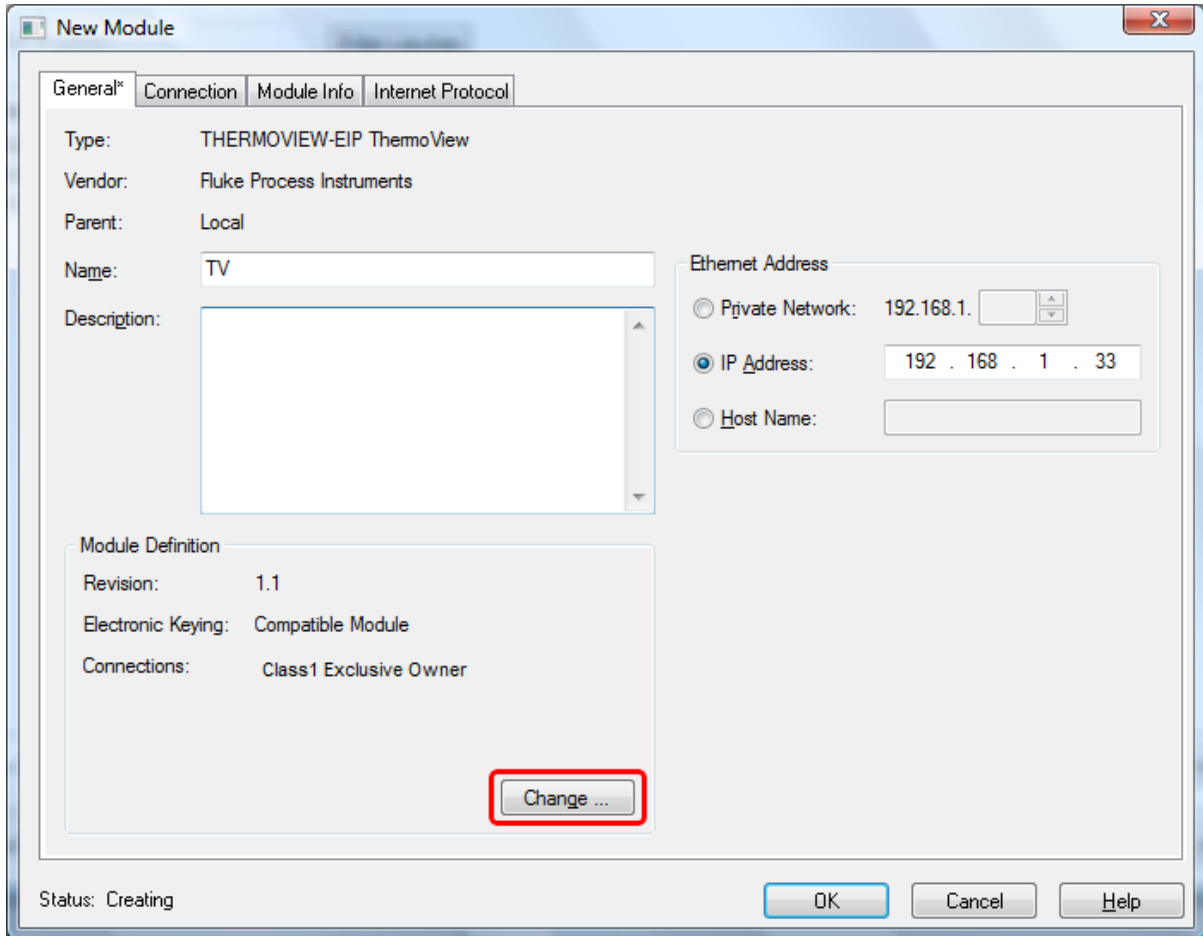 New Module
General* Connection Module Info Internet Protocol
Type: THERMOVIEW-EIP ThermoView
Vendor: Fluke Process Instruments
Parent: Local
Name: TV
Description:
Ethernet Address
Private Network: 192.168.1.
IP Address: 192 . 168 . 1 . 33
Host Name:
Module Definition
Revision: 1.1
Electronic Keying: Compatible Module
Connections: Class1 Exclusive Owner
Change ...
Status: Creating
OK Cancel Help